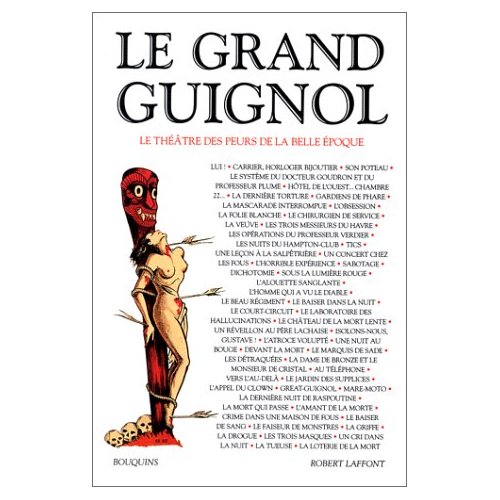 LE GRAND
GUIGNOL
LE THÉÂTRE DES PEURS DE LA BELLE ÉPOQUE
LUI ! • CARRIER, HORLOGER BIJOUTIER • SON POTEAU •
LE SYSTÈME DU DOCTEUR GOUDRON ET DU
PROFESSEUR PLUME • HÔTEL DE L'OUEST... CHAMBRE
22... • LA DERNIÈRE TORTURE • GARDIENS DE PHARE •
LA MASCARADE INTERROMPUE • L'OBSESSION •
LA FOLIE BLANCHE • LE CHIRURGIEN DE SERVICE •
LA VEUVE • LES TROIS MESSIEURS DU HAVRE •
LES OPÉRATIONS DU PROFESSEUR VERDIER •
LES NUITS DU HAMPTON-CLUB • TICS •
UNE LEÇON À LA SALPÊTRIÈRE • UN CONCERT CHEZ
LES FOUS • L'HORRIBLE EXPÉRIENCE • SABOTAGE •
DICHOTOMIE • SOUS LA LUMIÈRE ROUGE •
L'ALOUETTE SANGLANTE •
L'HOMME QUI A VU LE DIABLE •
LE BEAU RÉGIMENT • LE BAISER DANS LA NUIT •
LE COURT-CIRCUIT • LE LABORATOIRE DES
HALLUCINATIONS • LE CHÂTEAU DE LA MORT LENTE •
UN RÉVEILLON AU PÈRE LACHAISE • ISOLONS-NOUS,
GUSTAVE ! • L'ATROCE VOLUPTÉ • UNE NUIT AU
BOUGE • DEVANT LA MORT • LE MARQUIS DE SADE •
LES DÉTRAQUÉES • LA DAME DE BRONZE ET LE
MONSIEUR DE CRISTAL • AU TÉLÉPHONE •
VERS L'AU-DELÀ • LE JARDIN DES SUPPLICES •
L'APPEL DU CLOWN • GREAT-GUIGNOL • MARE-MOTO •
LA DERNIÈRE NUIT DE RASPOUTINE •
LA MORT QUI PASSE • L'AMANT DE LA MORTE •
CRIME DANS UNE MAISON DE FOUS • LE BAISER
DE SANG • LE FAISEUR DE MONSTRES • LA GRIFFE •
LA DROGUE • LES TROIS MASQUES • UN CRI DANS
LA NUIT • LA TUEUSE • LA LOTERIE DE LA MORT
BOUQUINS
ROBERT LAFFONT